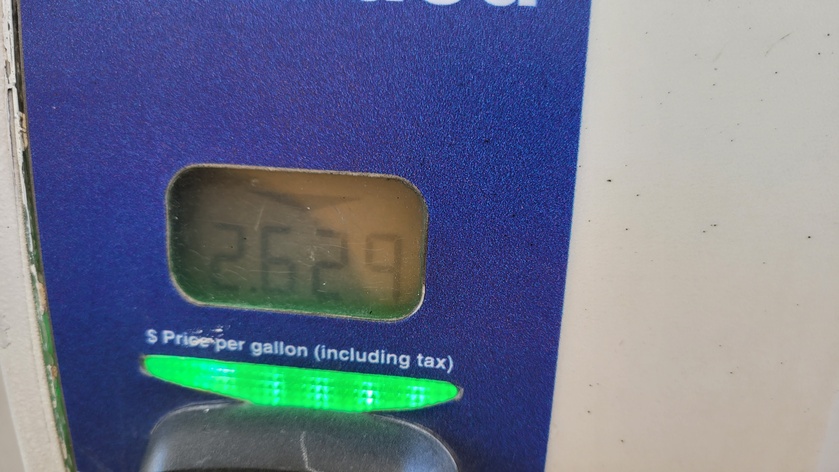 2.629
$ Price per gallon (including tax)